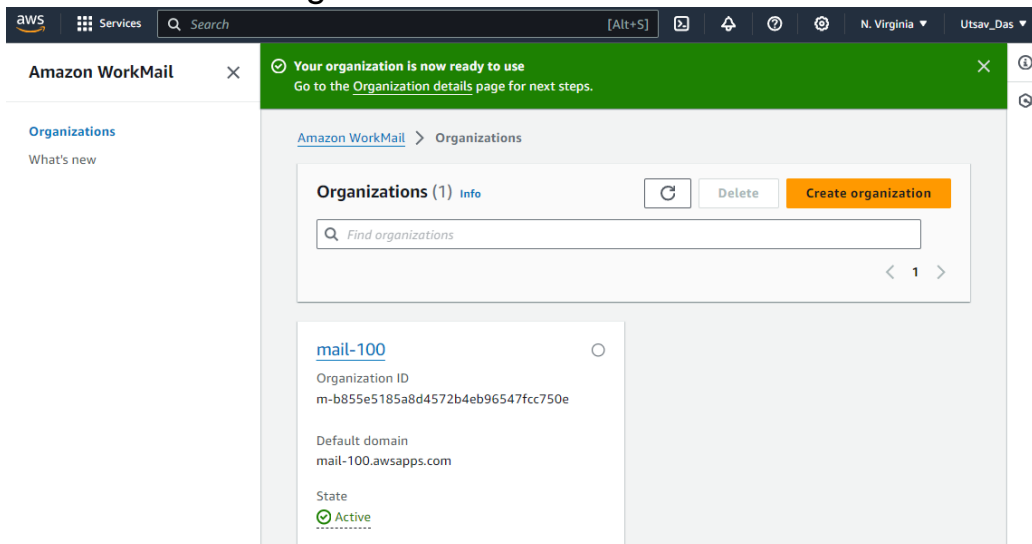 aws Services Search [Alt+S] N. Virginia ▼ Utsav_Das ▼
Amazon WorkMail
Your organization is now ready to use
Go to the Organization details page for next steps.
Organizations
What's new
Amazon WorkMail > Organizations
Organizations (1) Info
Delete
Create organization
Find organizations
< 1 >
mail-100
Organization ID
m-b855e5185a8d4572b4eb96547fcc750e
Default domain
mail-100.awsapps.com
State
Active